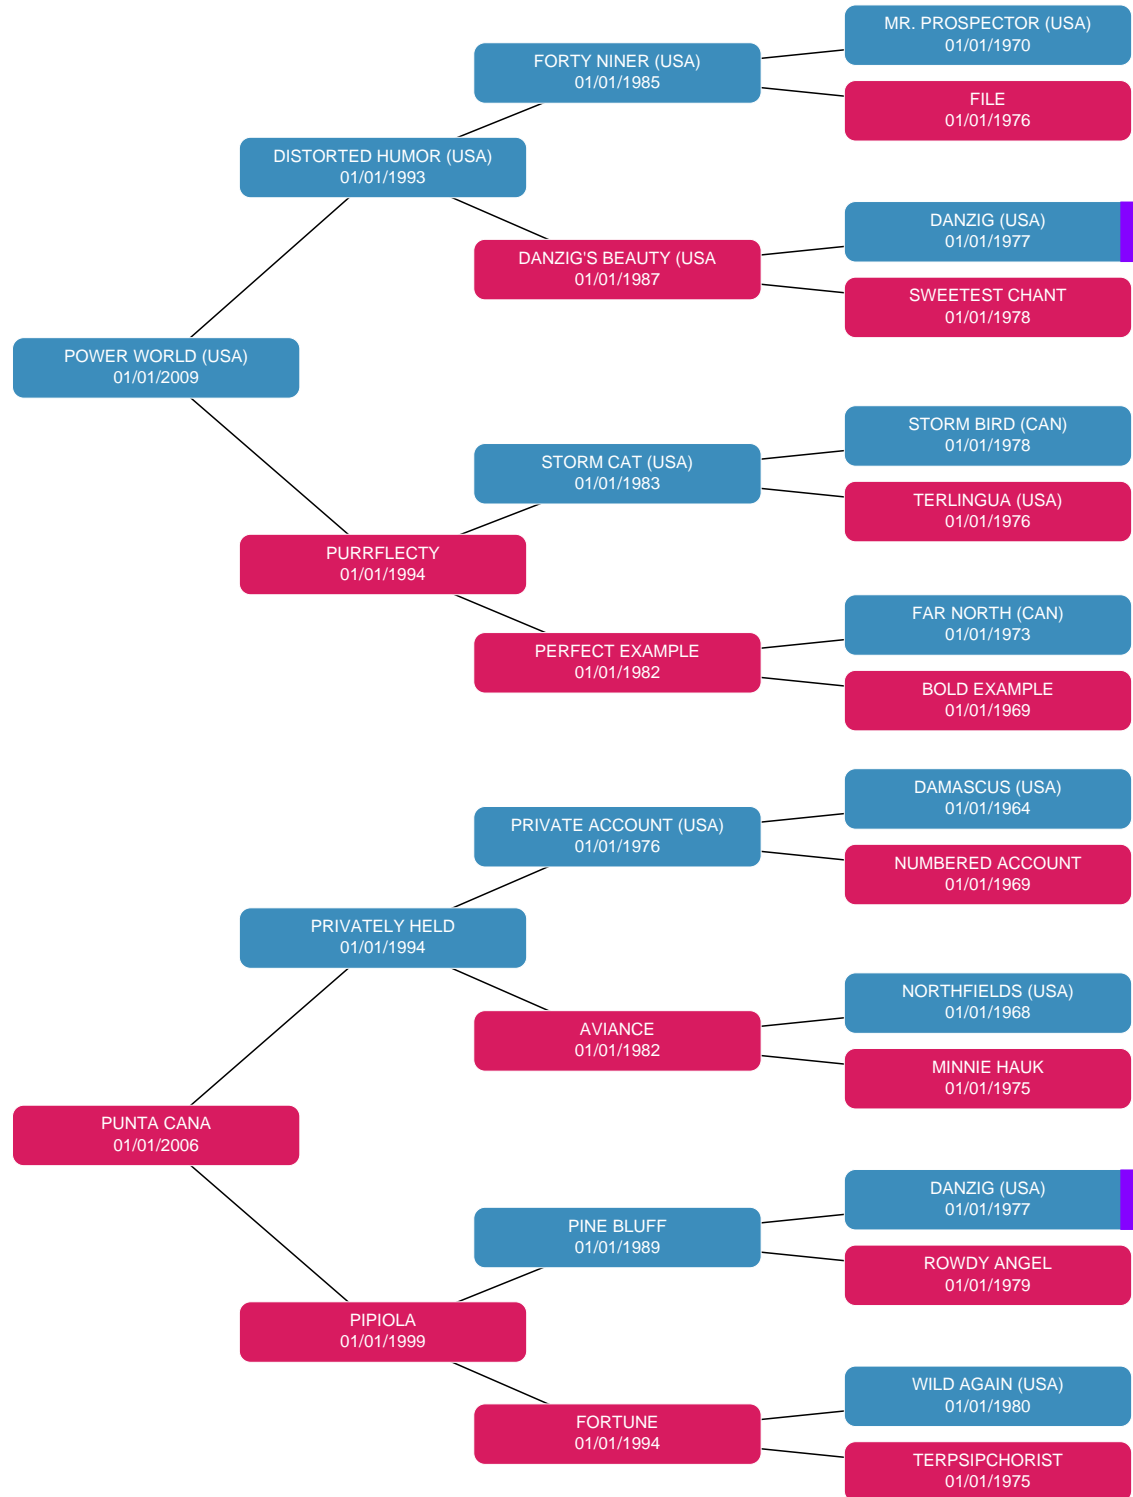 MR. PROSPECTOR (USA)
01/01/1970
FORTY NINER (USA)
01/01/1985
FILE
01/01/1976
DISTORTED HUMOR (USA)
01/01/1993
DANZIG (USA)
01/01/1977
DANZIG'S BEAUTY (USA
01/01/1987
SWEETEST CHANT
01/01/1978
POWER WORLD (USA)
01/01/2009
STORM BIRD (CAN)
01/01/1978
STORM CAT (USA)
01/01/1983
TERLINGUA (USA)
01/01/1976
PURRFLECTY
01/01/1994
FAR NORTH (CAN)
01/01/1973
PERFECT EXAMPLE
01/01/1982
BOLD EXAMPLE
01/01/1969
DAMASCUS (USA)
01/01/1964
PRIVATE ACCOUNT (USA)
01/01/1976
NUMBERED ACCOUNT
01/01/1969
PRIVATELY HELD
01/01/1994
NORTHFIELDS (USA)
01/01/1968
AVIANCE
01/01/1982
MINNIE HAUK
01/01/1975
PUNTA CANA
01/01/2006
DANZIG (USA)
01/01/1977
PINE BLUFF
01/01/1989
ROWDY ANGEL
01/01/1979
PIPIOLA
01/01/1999
WILD AGAIN (USA)
01/01/1980
FORTUNE
01/01/1994
TERPSIPCHORIST
01/01/1975